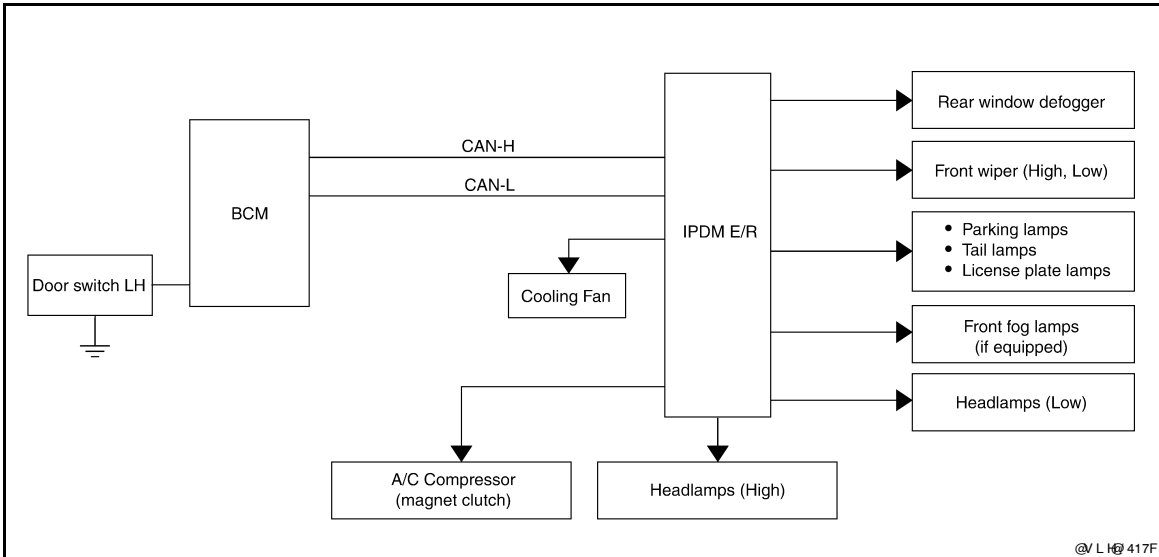 Rear window defogger
CAN-H
Front wiper (High, Low)
CAN-L
BCM
IPDM E/R
• Parking lamps
• Tail lamps
• License plate lamps
Door switch LH
Cooling Fan
Front fog lamps
(if equipped)
Headlamps (Low)
A/C Compressor
(magnet clutch)
Headlamps (High)